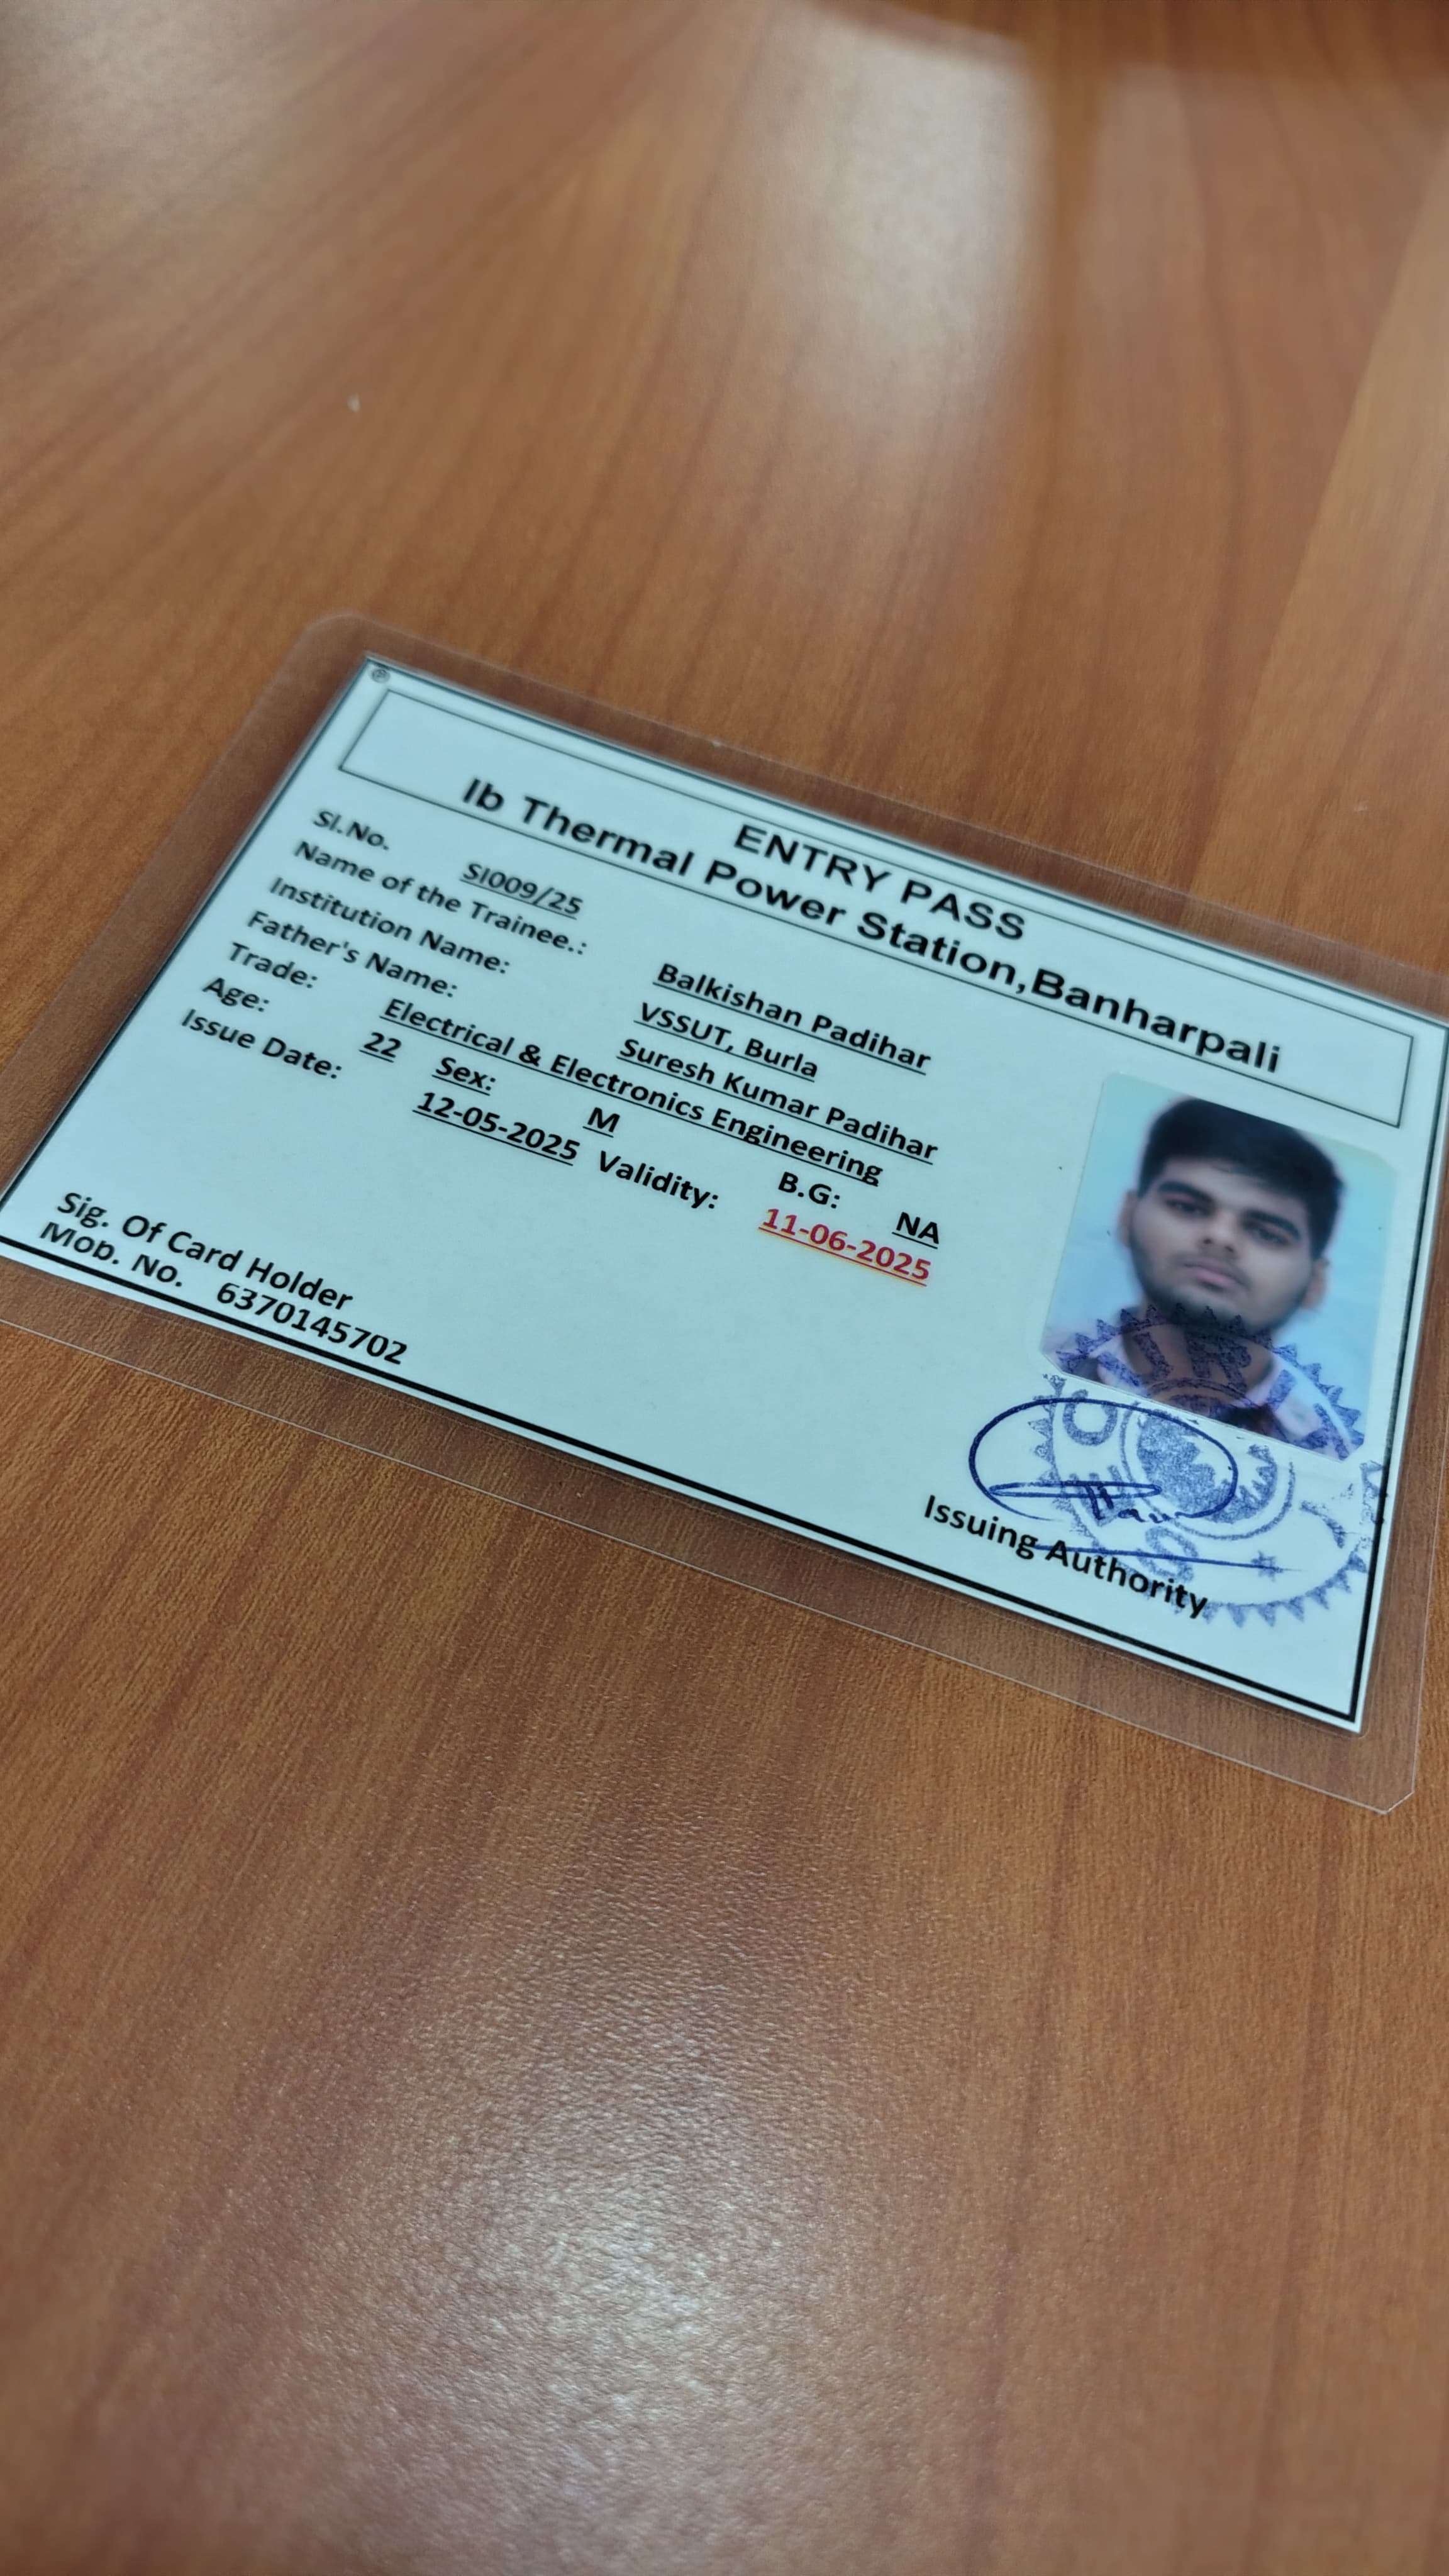 ENTRY PASS
Ib Thermal Power Station,Banharpali
Sl.No. SI009/25
Name of the Trainee.: Balkishan Padihar
Institution Name: VSSUT, Burla
Father's Name: Suresh Kumar Padihar
Trade: Electrical & Electronics Engineering
Age: 22 Sex: M B.G: NA
Issue Date: 12-05-2025 Validity: 11-06-2025
Sig. Of Card Holder
Mob. No. 6370145702
Issuing Authority